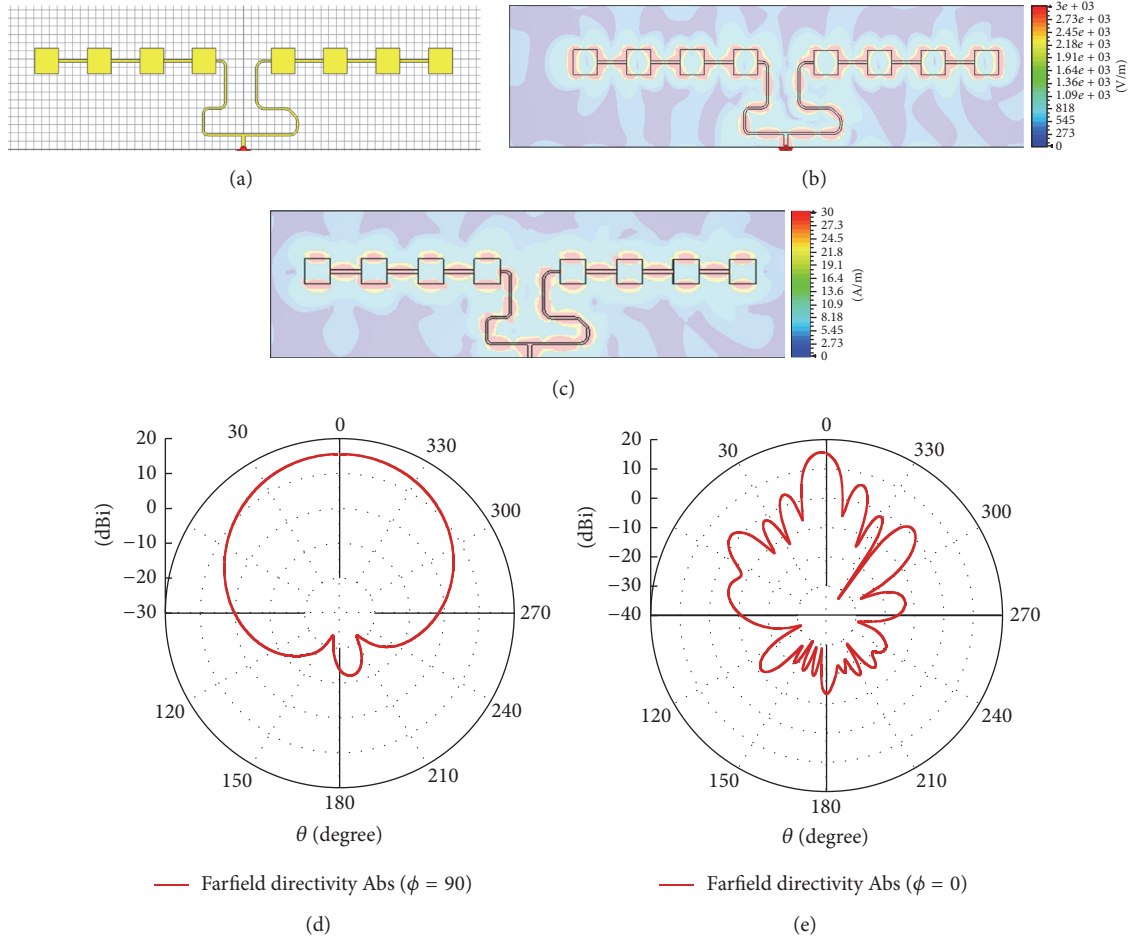 (a)
3e + 03
2.73e + 03
2.45e + 03
2.18e + 03
1.91e + 03
1.64e + 03
1.36e + 03
1.09e + 03
818
545
273
0
(V/m)
(b)
30
27.3
24.5
21.8
19.1
16.4
13.6
10.9
8.18
5.45
2.73
0
(A/m)
(c)
20
10
0
−10
−20
−30
(dBi)
0
30
330
300
270
120
240
150
210
180
θ (degree)
Farfield directivity Abs (ϕ = 90)
(d)
20
10
0
−10
−20
−30
−40
(dBi)
0
30
330
300
270
120
240
150
210
180
θ (degree)
Farfield directivity Abs (ϕ = 0)
(e)